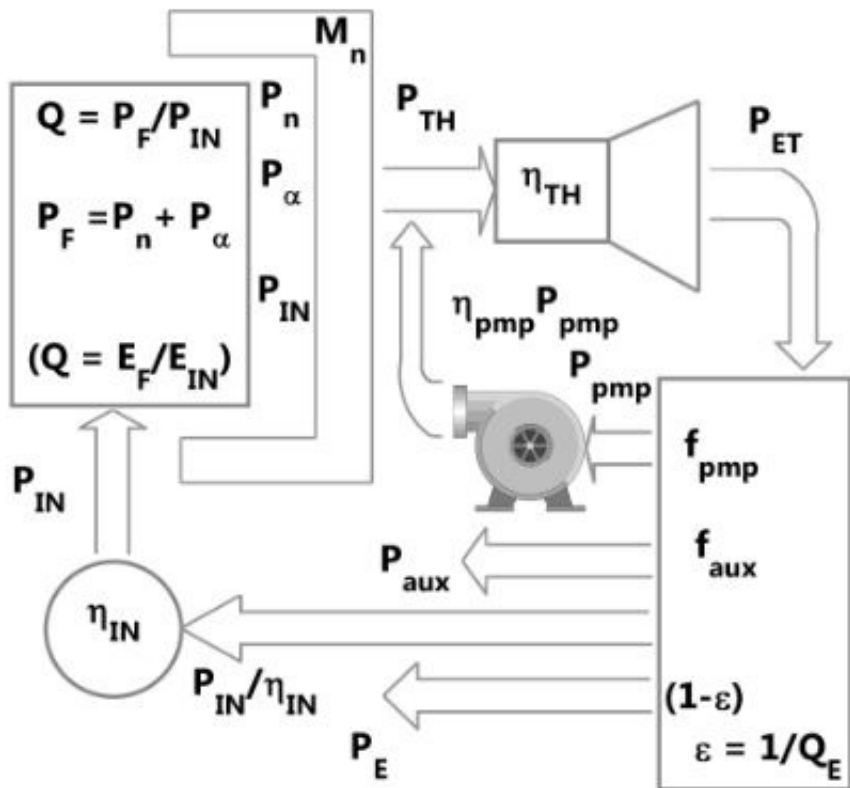 M_n
Q = P_F/P_IN
P_n
P_TH
P_ET
η_TH
P_α
P_F = P_n + P_α
P_IN
η_pmp P_pmp
(Q = E_F/E_IN)
P_pmp
f_pmp
P_IN
P_aux
f_aux
η_IN
P_IN/η_IN
(1-ε)
P_E
ε = 1/Q_E